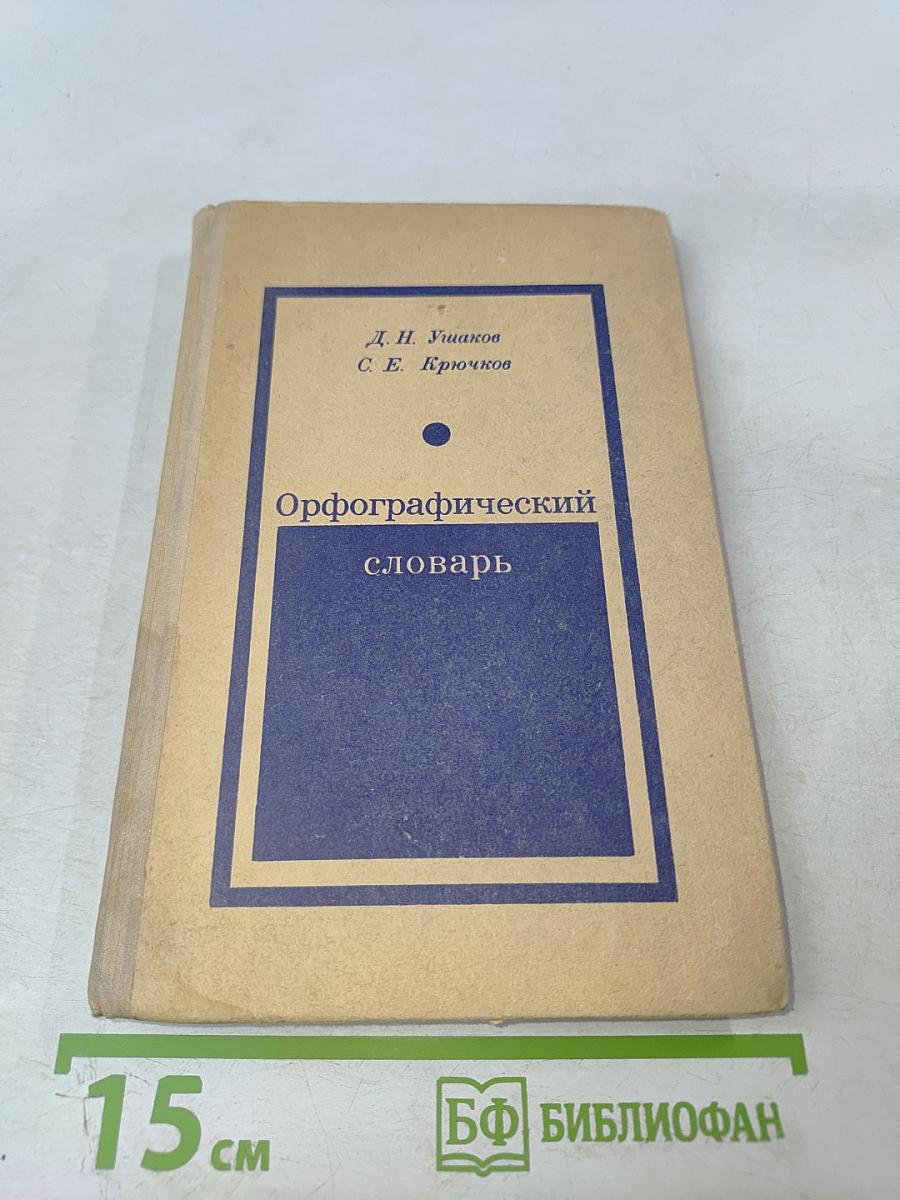 Д. Н. Ушаков
С. Е. Крючков
Орфографический
словарь
15 см
БФ БИБЛИОФАН